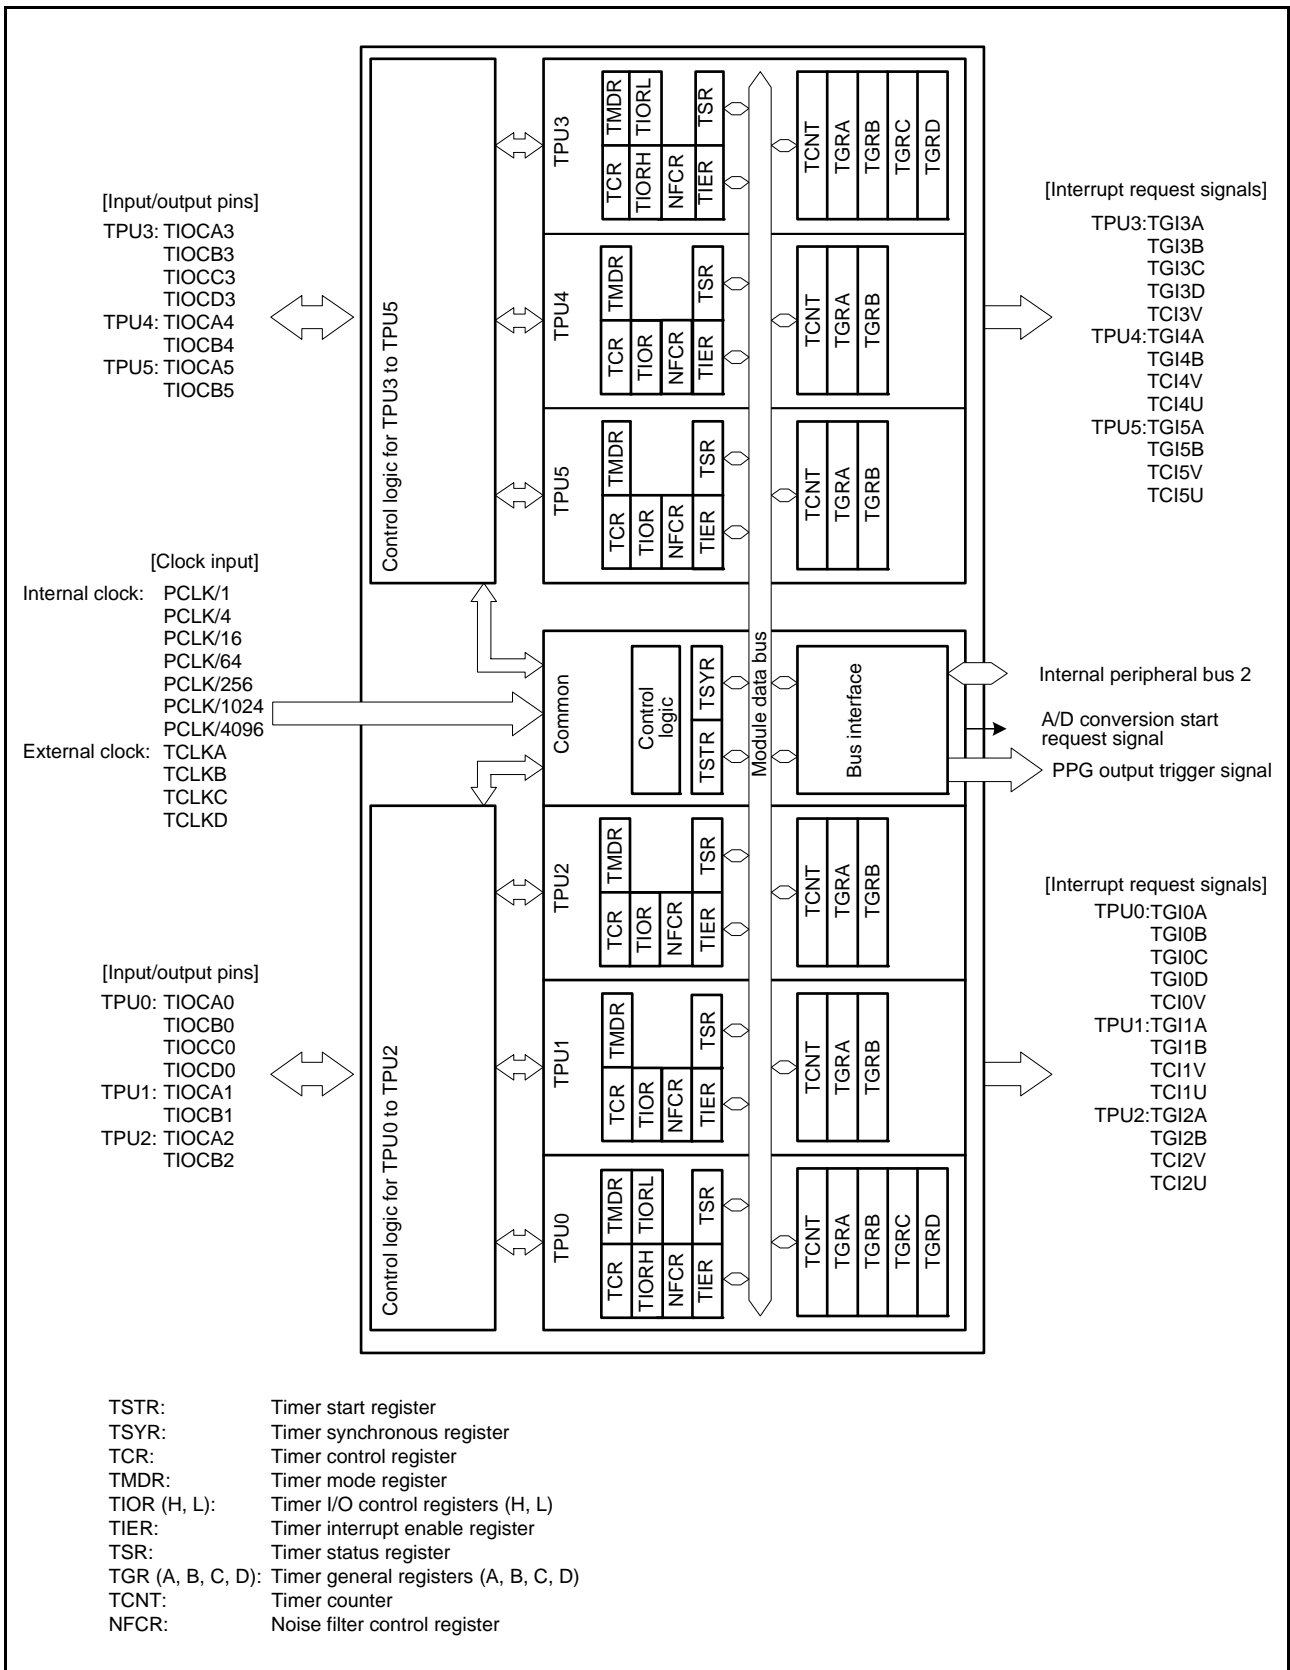 [Input/output pins]
TPU3: TIOCA3
TIOCB3
TIOCC3
TIOCD3
TPU4: TIOCA4
TIOCB4
TPU5: TIOCA5
TIOCB5
[Clock input]
Internal clock: PCLK/1
PCLK/4
PCLK/16
PCLK/64
PCLK/256
PCLK/1024
PCLK/4096
External clock: TCLKA
TCLKB
TCLKC
TCLKD
[Input/output pins]
TPU0: TIOCA0
TIOCB0
TIOCC0
TIOCD0
TPU1: TIOCA1
TIOCB1
TPU2: TIOCA2
TIOCB2
Control logic for TPU3 to TPU5
Control logic for TPU0 to TPU2
TPU3
TMDR
TIORL
TSR
TCR
TIORH
NFCR
TIER
TCNT
TGRA
TGRB
TGRC
TGRD
TPU4
TMDR
TSR
TCR
TIOR
NFCR
TIER
TCNT
TGRA
TGRB
TPU5
TMDR
TSR
TCR
TIOR
NFCR
TIER
TCNT
TGRA
TGRB
Common
Control
logic
TSYR
TSTR
Module data bus
Bus interface
TPU2
TMDR
TSR
TCR
TIOR
NFCR
TIER
TCNT
TGRA
TGRB
TPU1
TMDR
TSR
TCR
TIOR
NFCR
TIER
TCNT
TGRA
TGRB
TPU0
TMDR
TIORL
TSR
TCR
TIORH
NFCR
TIER
TCNT
TGRA
TGRB
TGRC
TGRD
[Interrupt request signals]
TPU3:TGI3A
TGI3B
TGI3C
TGI3D
TCI3V
TPU4:TGI4A
TGI4B
TCI4V
TCI4U
TPU5:TGI5A
TGI5B
TCI5V
TCI5U
Internal peripheral bus 2
A/D conversion start
request signal
PPG output trigger signal
[Interrupt request signals]
TPU0:TGI0A
TGI0B
TGI0C
TGI0D
TCI0V
TPU1:TGI1A
TGI1B
TCI1V
TCI1U
TPU2:TGI2A
TGI2B
TCI2V
TCI2U
TSTR: Timer start register
TSYR: Timer synchronous register
TCR: Timer control register
TMDR: Timer mode register
TIOR (H, L): Timer I/O control registers (H, L)
TIER: Timer interrupt enable register
TSR: Timer status register
TGR (A, B, C, D): Timer general registers (A, B, C, D)
TCNT: Timer counter
NFCR: Noise filter control register